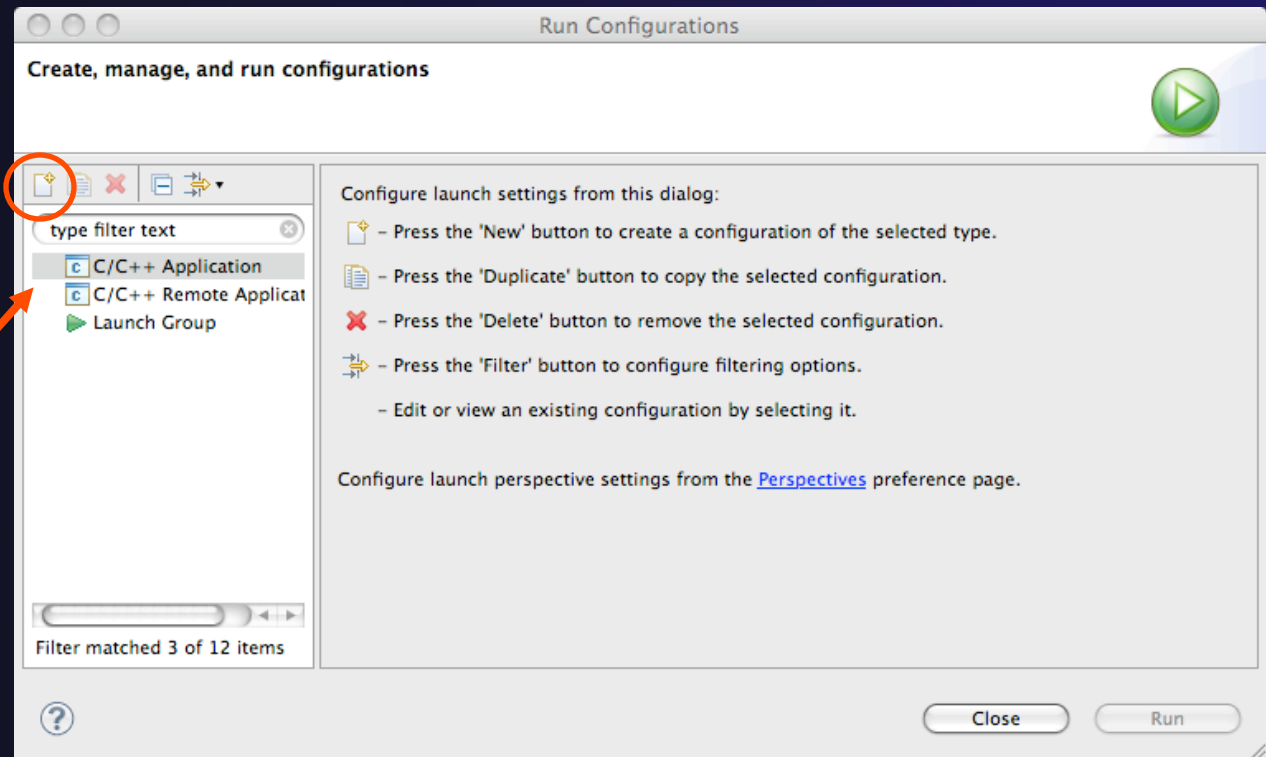 Run Configurations
Create, manage, and run configurations
type filter text
C/C++ Application
C/C++ Remote Applicat
Launch Group
Filter matched 3 of 12 items
Configure launch settings from this dialog:
– Press the 'New' button to create a configuration of the selected type.
– Press the 'Duplicate' button to copy the selected configuration.
– Press the 'Delete' button to remove the selected configuration.
– Press the 'Filter' button to configure filtering options.
– Edit or view an existing configuration by selecting it.
Configure launch perspective settings from the Perspectives preference page.
?
Close
Run